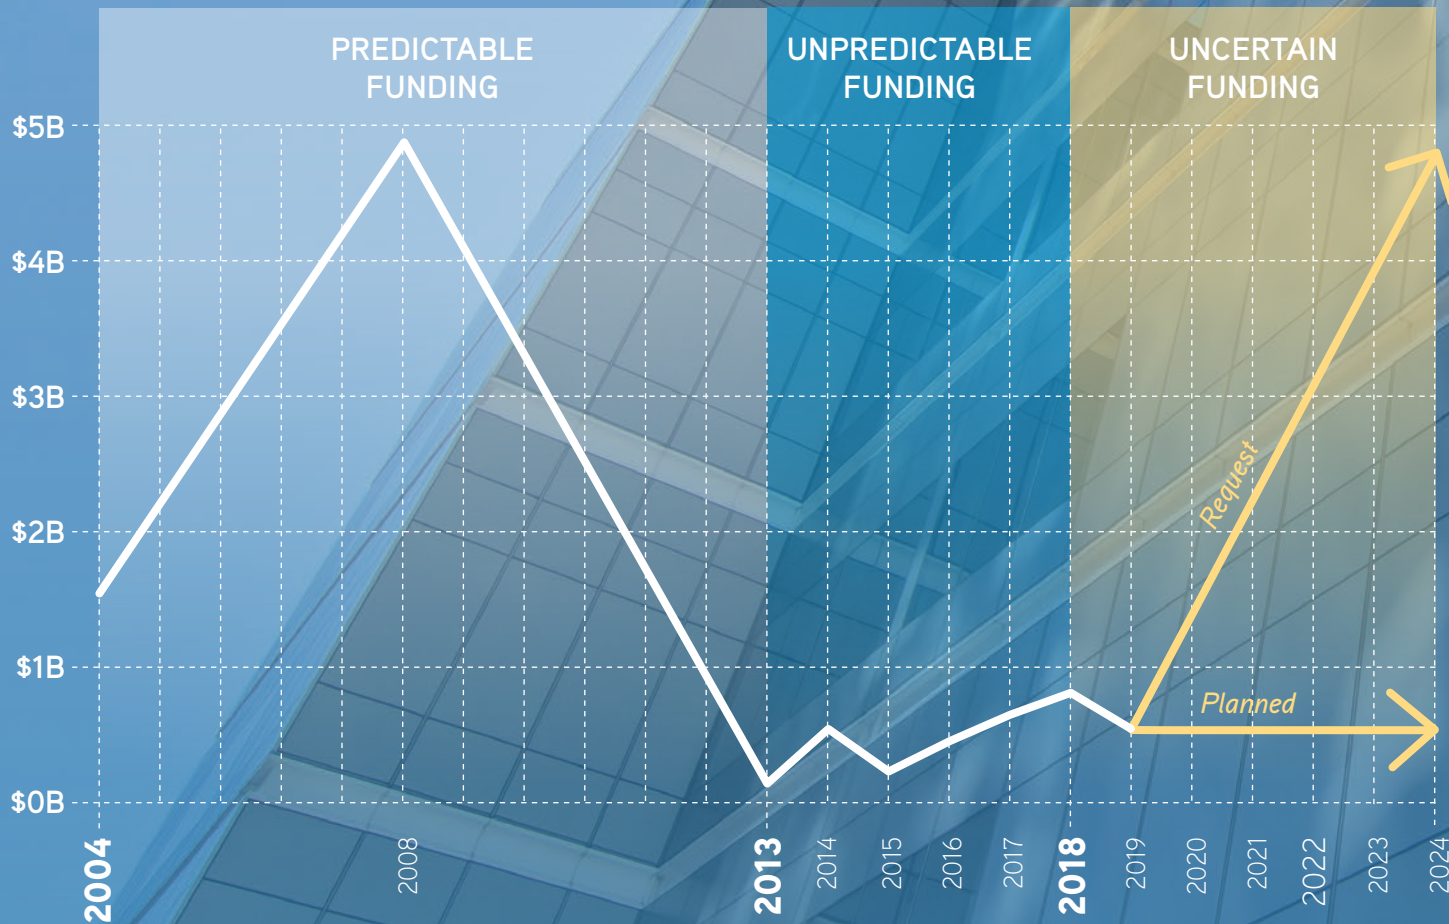 PREDICTABLE
FUNDING
UNPREDICTABLE
FUNDING
UNCERTAIN
FUNDING
$5B
$4B
$3B
$2B
$1B
$0B
Request
Planned
2004
2008
2013
2014
2015
2016
2017
2018
2019
2020
2021
2022
2023
2024